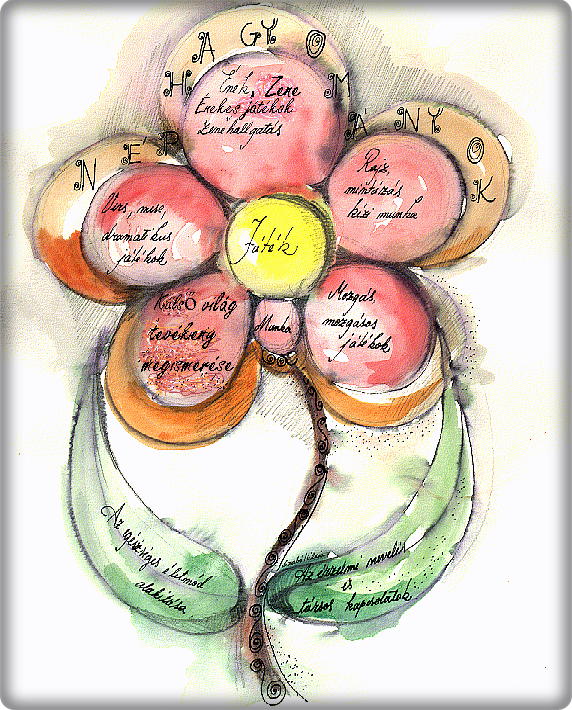 NÉPHAGYOMÁNYOK
Ének, Zene
Énekes játékok
Zenehallgatás
Rajz,
mintázás
kézi munka
Vers, mese,
dramatikus
játékok
Játék
Külső világ
tevékeny
megismerése
Munka
Mozgás,
mozgásos
játékok
Az egészséges életmód
alakítása
Az érzelmi nevelés
és
társas kapcsolatok